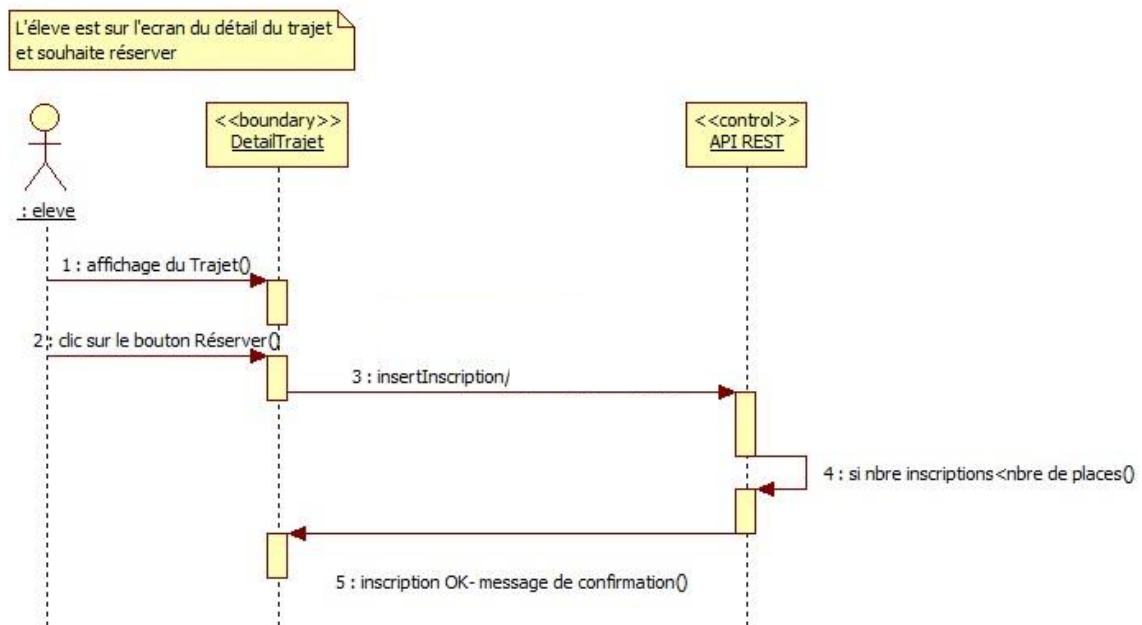 L'éleve est sur l'ecran du détail du trajet
et souhaite réserver
<<boundary>>
DetailTrajet
<<control>>
API REST
: eleve
1 : affichage du Trajet()
2 : clic sur le bouton Réserver()
3 : insertInscription/
4 : si nbre inscriptions<nbre de places()
5 : inscription OK- message de confirmation()